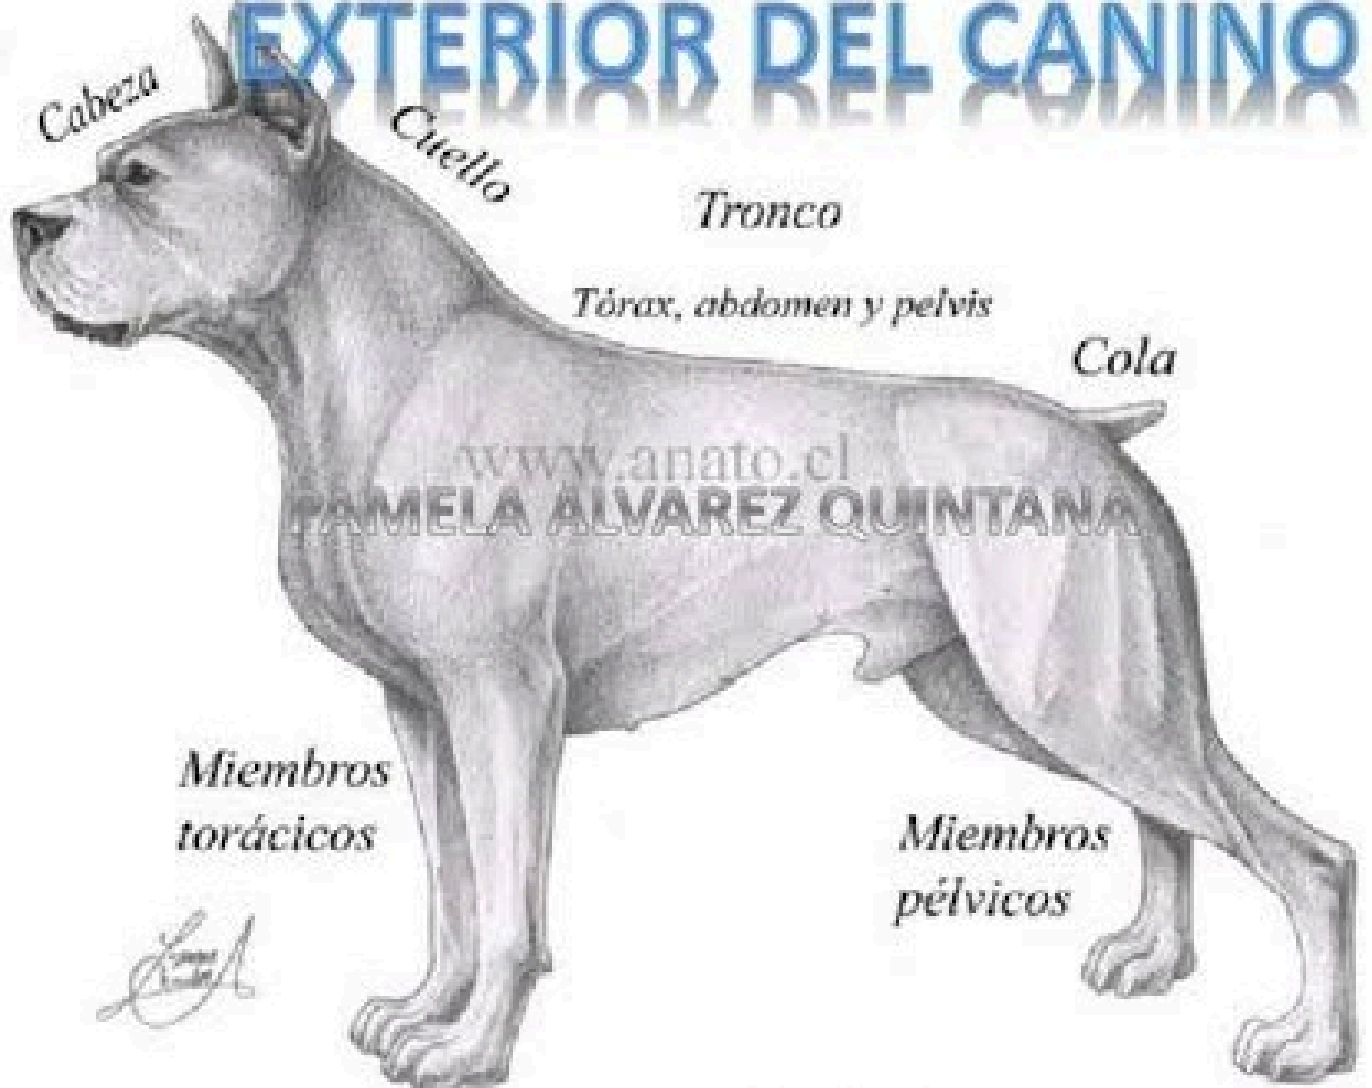 EXTERIOR DEL CANINO
Cabeza
Cuello
Tronco
Tórax, abdomen y pelvis
Cola
www.anato.cl
PAMELA ALVAREZ QUINTANA
Miembros
torácicos
Miembros
pélvicos